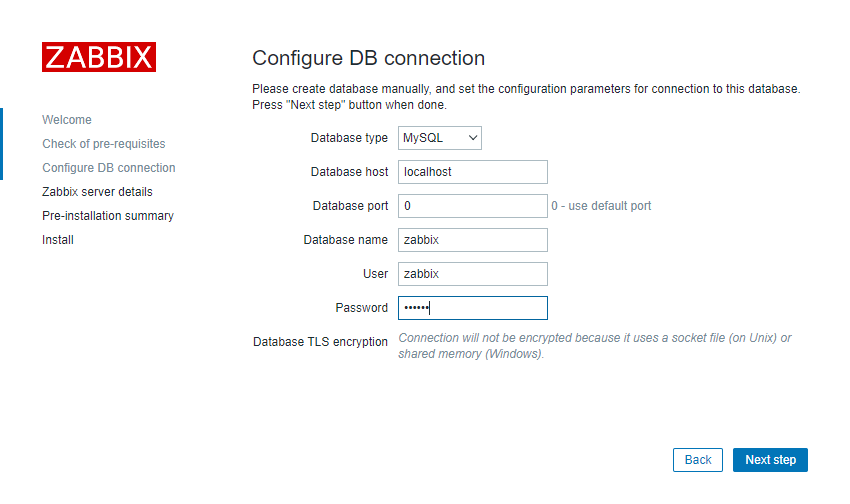 ZABBIX
Welcome
Check of pre-requisites
Configure DB connection
Zabbix server details
Pre-installation summary
Install
Configure DB connection
Please create database manually, and set the configuration parameters for connection to this database.
Press "Next step" button when done.
Database type MySQL
Database host localhost
Database port 0 0 - use default port
Database name zabbix
User zabbix
Password ••••••
Database TLS encryption Connection will not be encrypted because it uses a socket file (on Unix) or
shared memory (Windows).
Back Next step